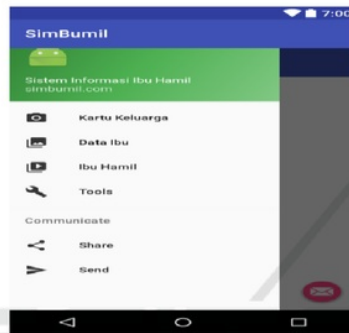 7:00
SimBumil
Sistem Informasi Ibu Hamil
simbumil.com
Kartu Keluarga
Data Ibu
Ibu Hamil
Tools
Communicate
Share
Send